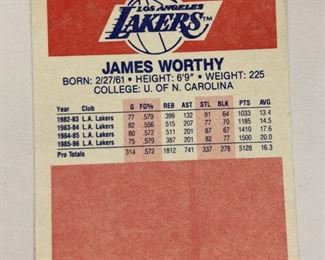 LOS ANGELES
LAKERS™
JAMES WORTHY
BORN: 2/27/61 • HEIGHT: 6'9" • WEIGHT: 225
COLLEGE: U. OF N. CAROLINA
Year Club G FG% REB AST STL BLK PTS AVG
1982-83 L.A. Lakers 77 .579 399 132 91 64 1033 13.4
1983-84 L.A. Lakers 82 .556 515 207 77 70 1185 14.5
1984-85 L.A. Lakers 80 .572 511 201 87 67 1410 17.6
1985-86 L.A. Lakers 75 .579 387 201 82 77 1500 20.0
Pro Totals 314 .572 1812 741 337 278 5128 16.3